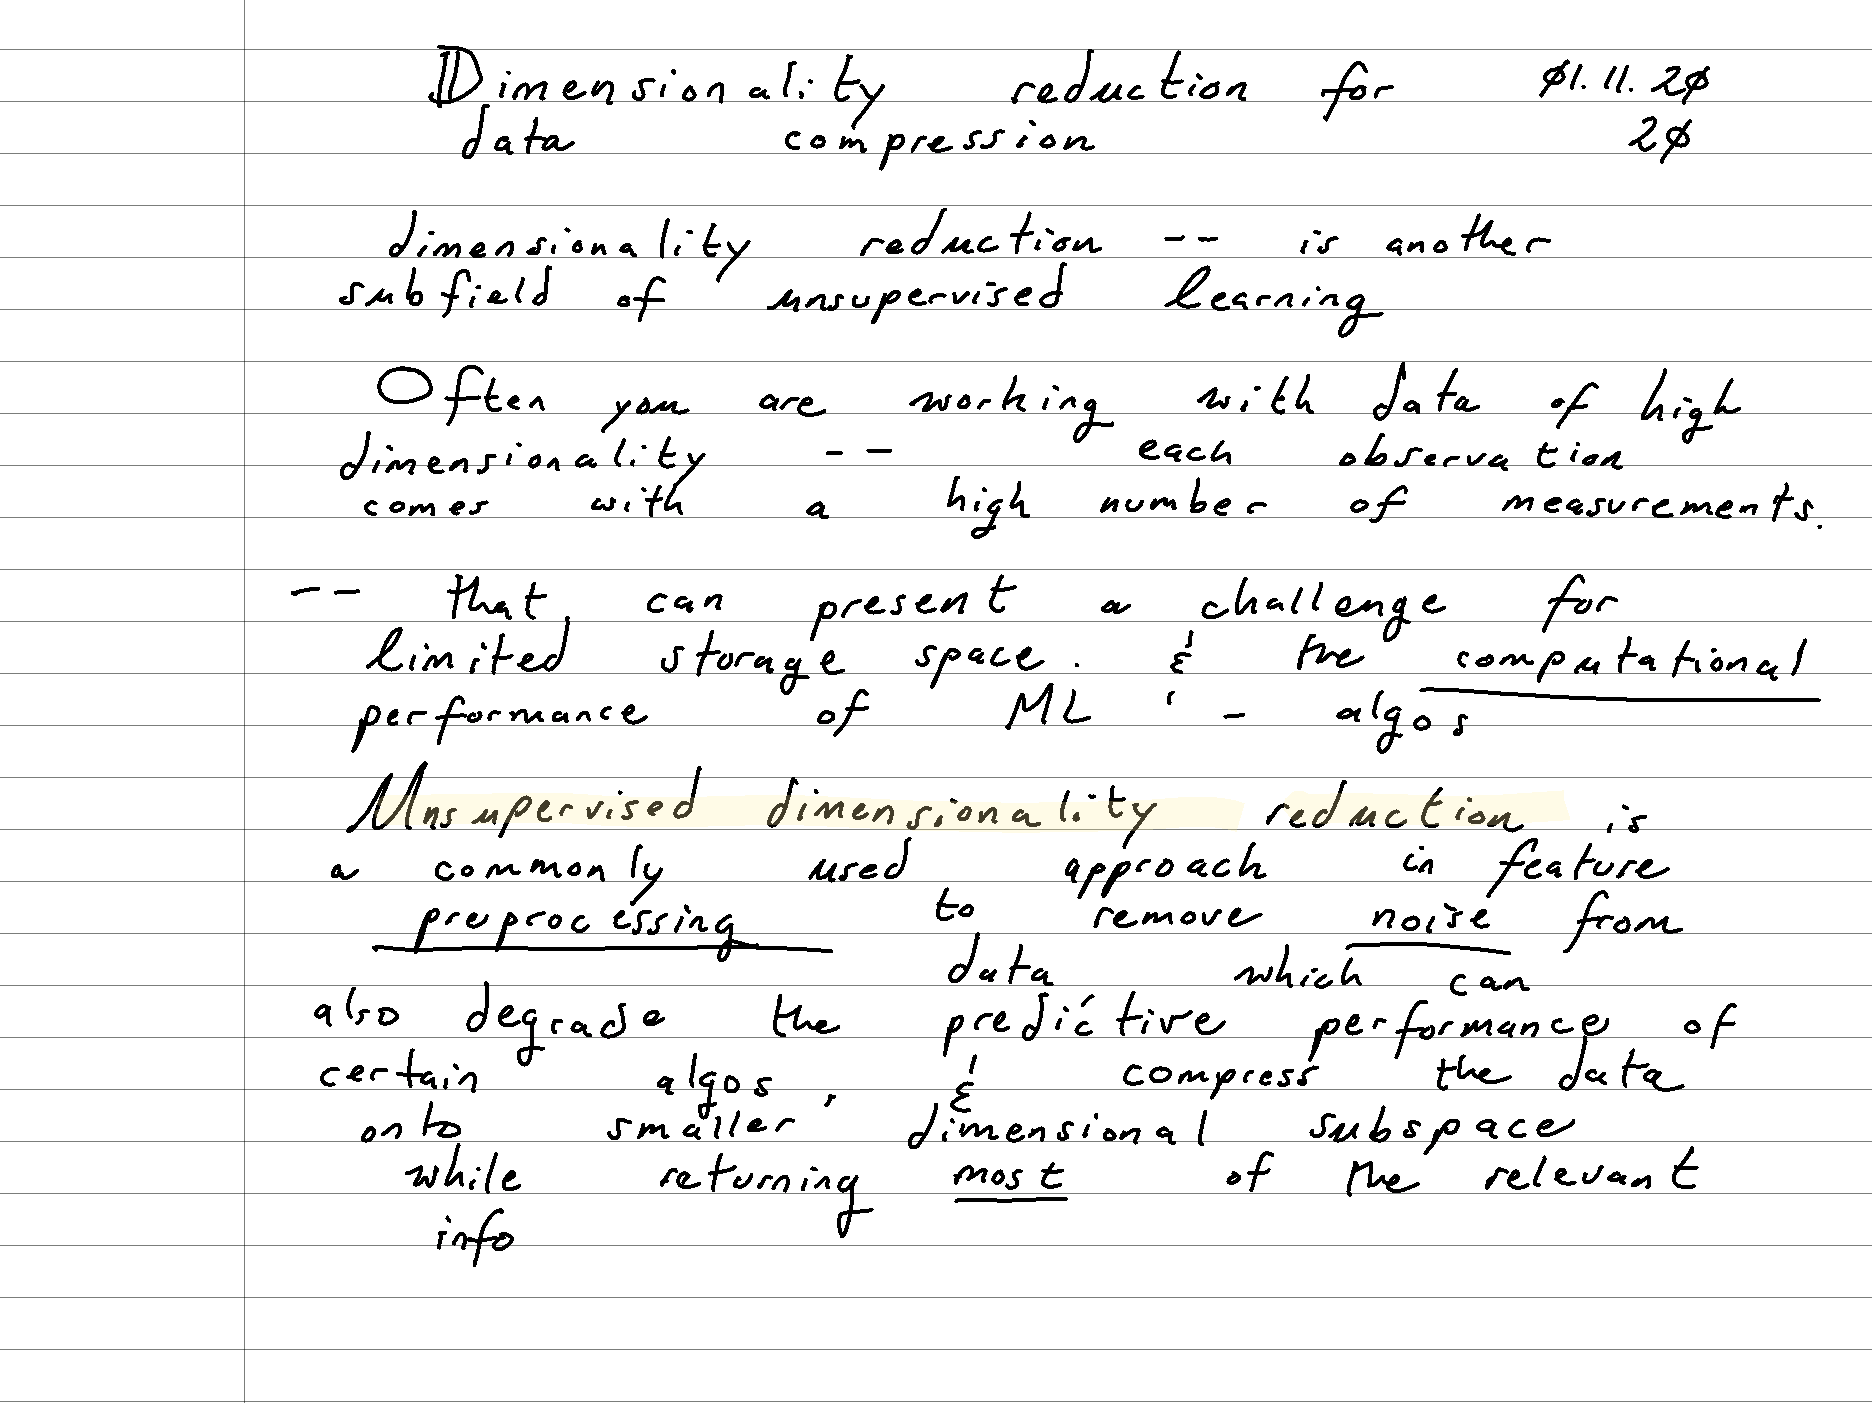 Dimensionality reduction for 01.11.20
data compression 20
dimensionality reduction -- is another
subfield of unsupervised learning
Often you are working with data of high
dimensionality -- each observation
comes with a high number of measurements.
-- that can present a challenge for
limited storage space. & the computational
performance of ML - algos
Unsupervised dimensionality reduction is
a commonly used approach in feature
preprocessing to remove noise from
data which can
also degrade the predictive performance of
certain algos, & compress the data
onto smaller dimensional subspace
while returning most of the relevant
info